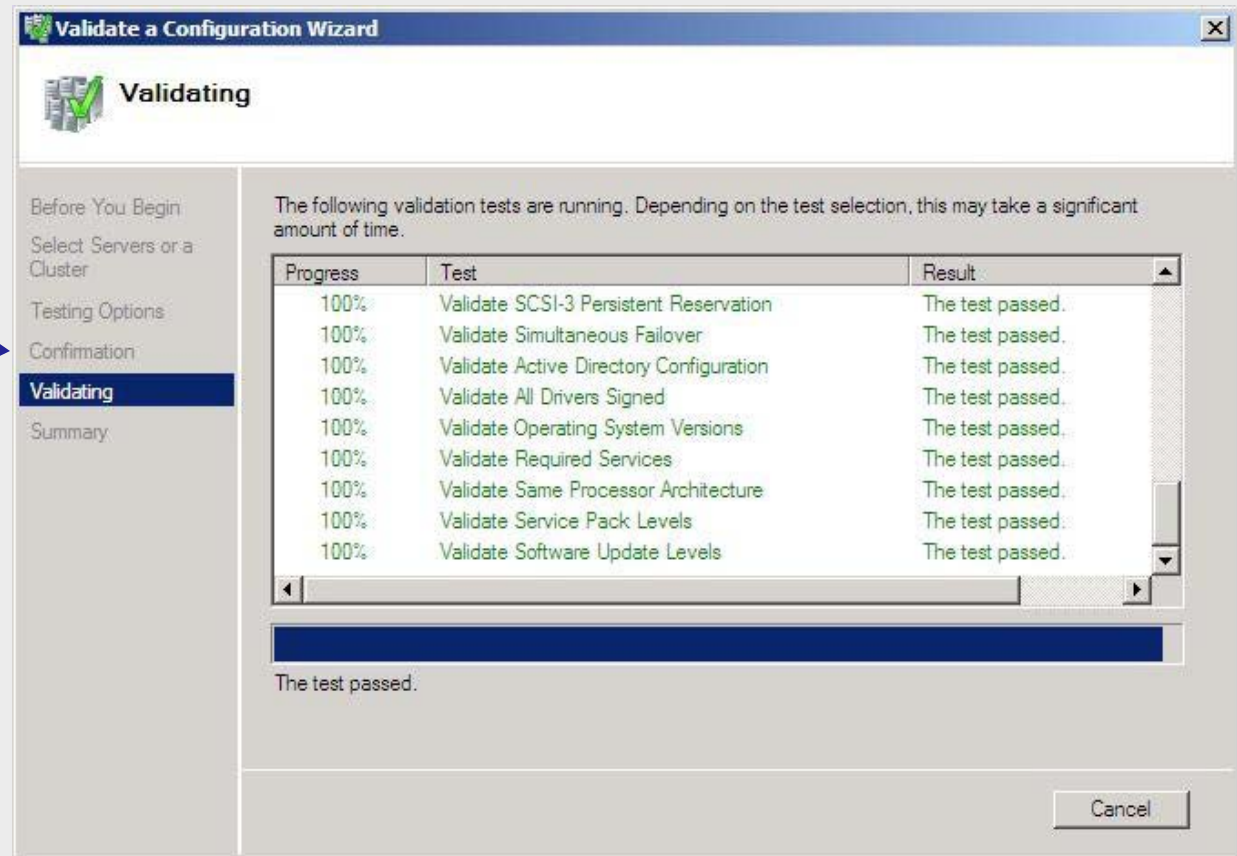 Validate a Configuration Wizard
Validating
Before You Begin
Select Servers or a
Cluster
Testing Options
Confirmation
Validating
Summary
The following validation tests are running. Depending on the test selection, this may take a significant
amount of time.
Progress Test Result
100% Validate SCSI-3 Persistent Reservation The test passed.
100% Validate Simultaneous Failover The test passed.
100% Validate Active Directory Configuration The test passed.
100% Validate All Drivers Signed The test passed.
100% Validate Operating System Versions The test passed.
100% Validate Required Services The test passed.
100% Validate Same Processor Architecture The test passed.
100% Validate Service Pack Levels The test passed.
100% Validate Software Update Levels The test passed.
The test passed.
Cancel